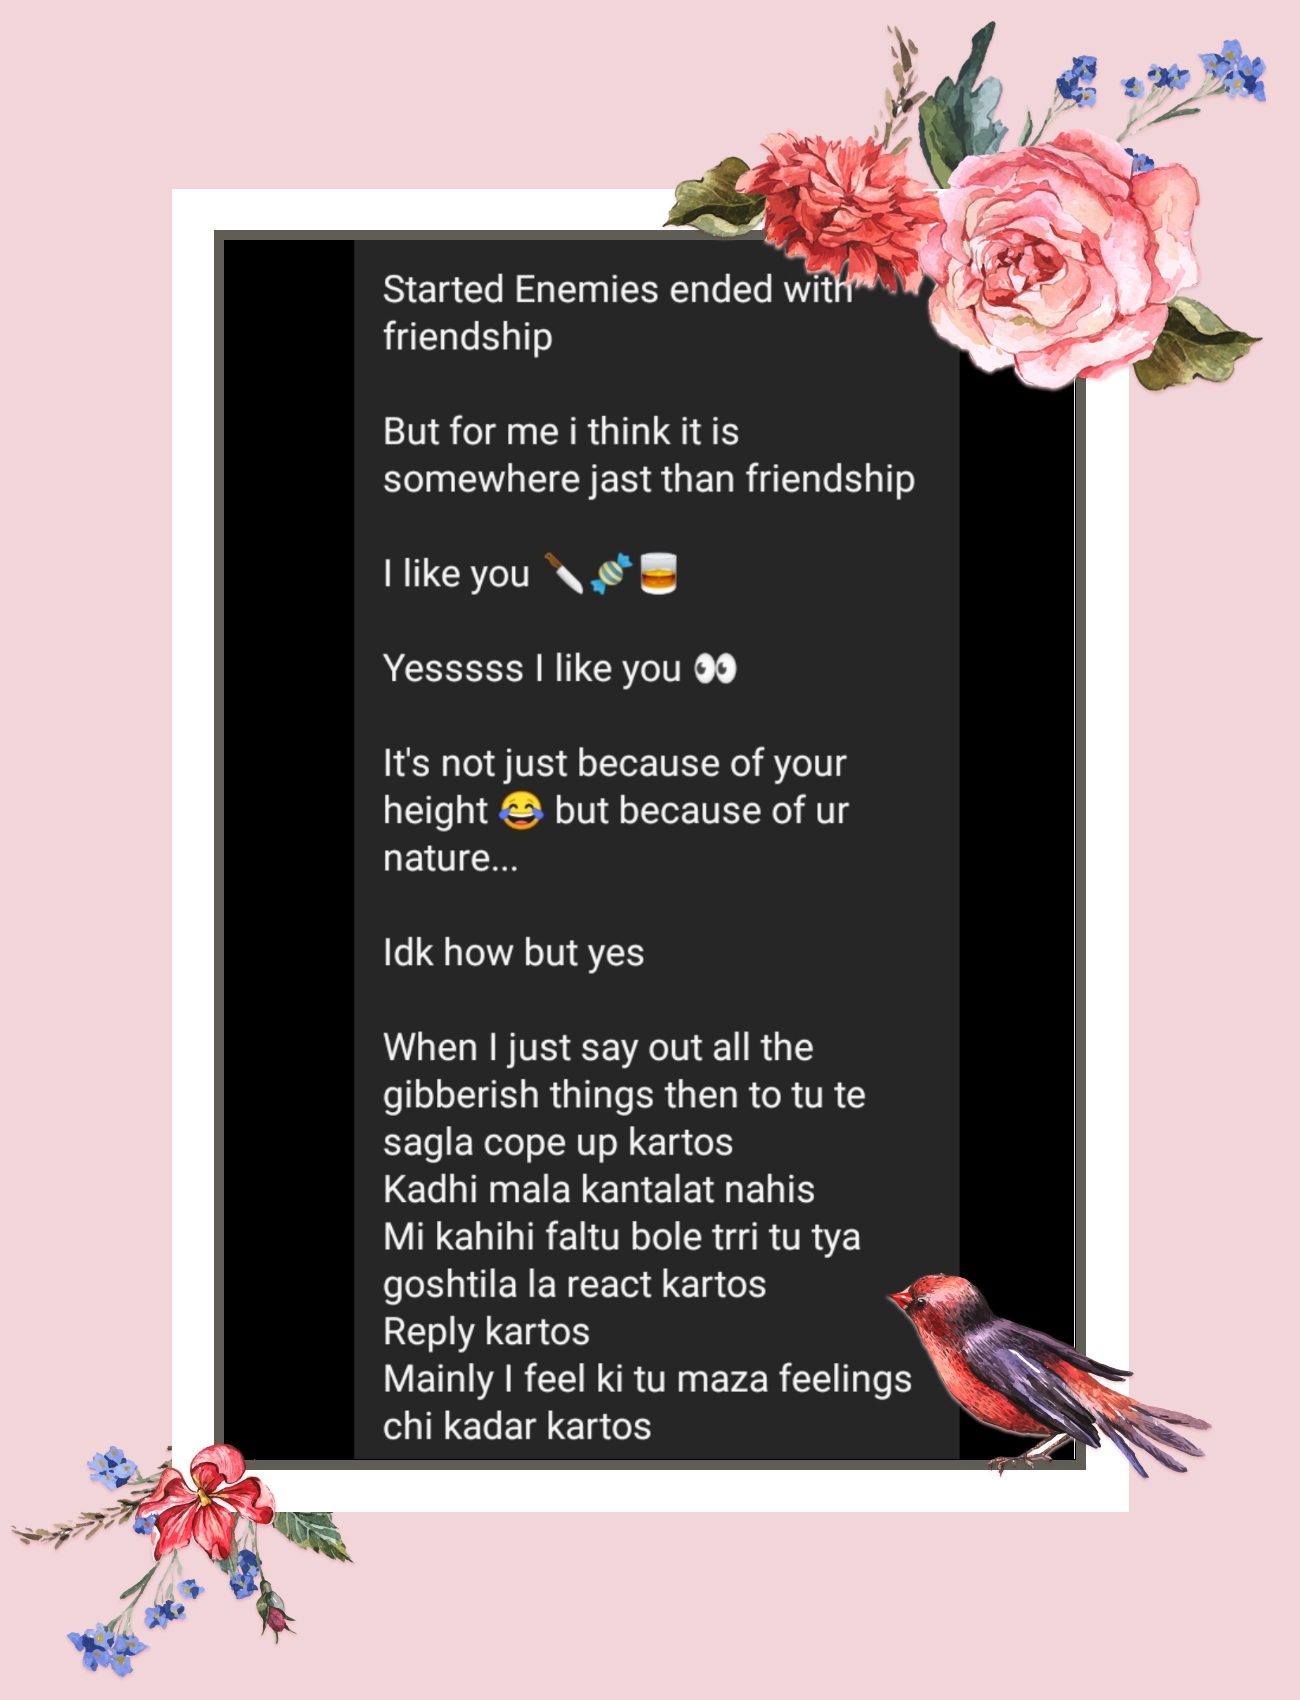 Started Enemies ended with
friendship
But for me i think it is
somewhere jast than friendship
I like you 🔪🍬🥃
Yesssss I like you 👀
It's not just because of your
height 😂 but because of ur
nature...
Idk how but yes
When I just say out all the
gibberish things then to tu te
sagla cope up kartos
Kadhi mala kantalat nahis
Mi kahihi faltu bole trri tu tya
goshtila la react kartos
Reply kartos
Mainly I feel ki tu maza feelings
chi kadar kartos